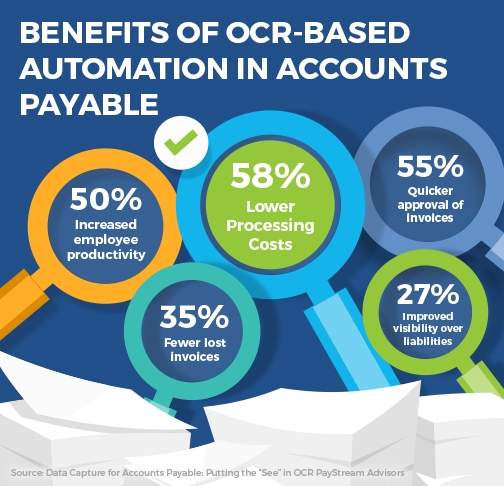 BENEFITS OF OCR-BASED
AUTOMATION IN ACCOUNTS
PAYABLE
50%
Increased
employee
productivity
58%
Lower
Processing
Costs
55%
Quicker
approval of
invoices
35%
Fewer lost
invoices
27%
Improved
visibility over
liabilities
Source: Data Capture for Accounts Payable: Putting the "See" in OCR PayStream Advisors